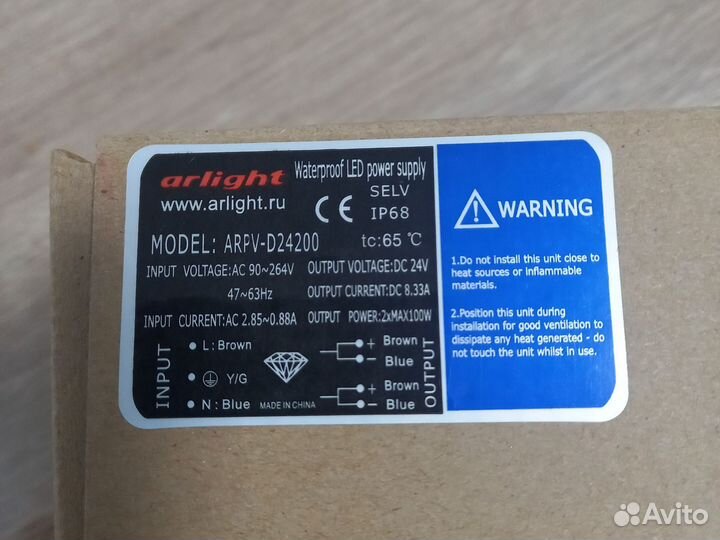 arlight
Waterproof LED power supply
www.arlight.ru
SELV
CE
IP68
MODEL: ARPV-D24200
tc:65 ℃
INPUT VOLTAGE:AC 90~264V
OUTPUT VOLTAGE:DC 24V
47~63Hz
OUTPUT CURRENT:DC 8.33A
INPUT CURRENT:AC 2.85~0.88A
OUTPUT POWER:2xMAX100W
INPUT
L: Brown
Y/G
N: Blue
MADE IN CHINA
+ Brown
- Blue
+ Brown
- Blue
OUTPUT
WARNING
1.Do not install this unit close to
heat sources or inflammable
materials.
2.Position this unit during
installation for good ventilation to
dissipate any heat generated - do
not touch the unit whilst in use.
Avito